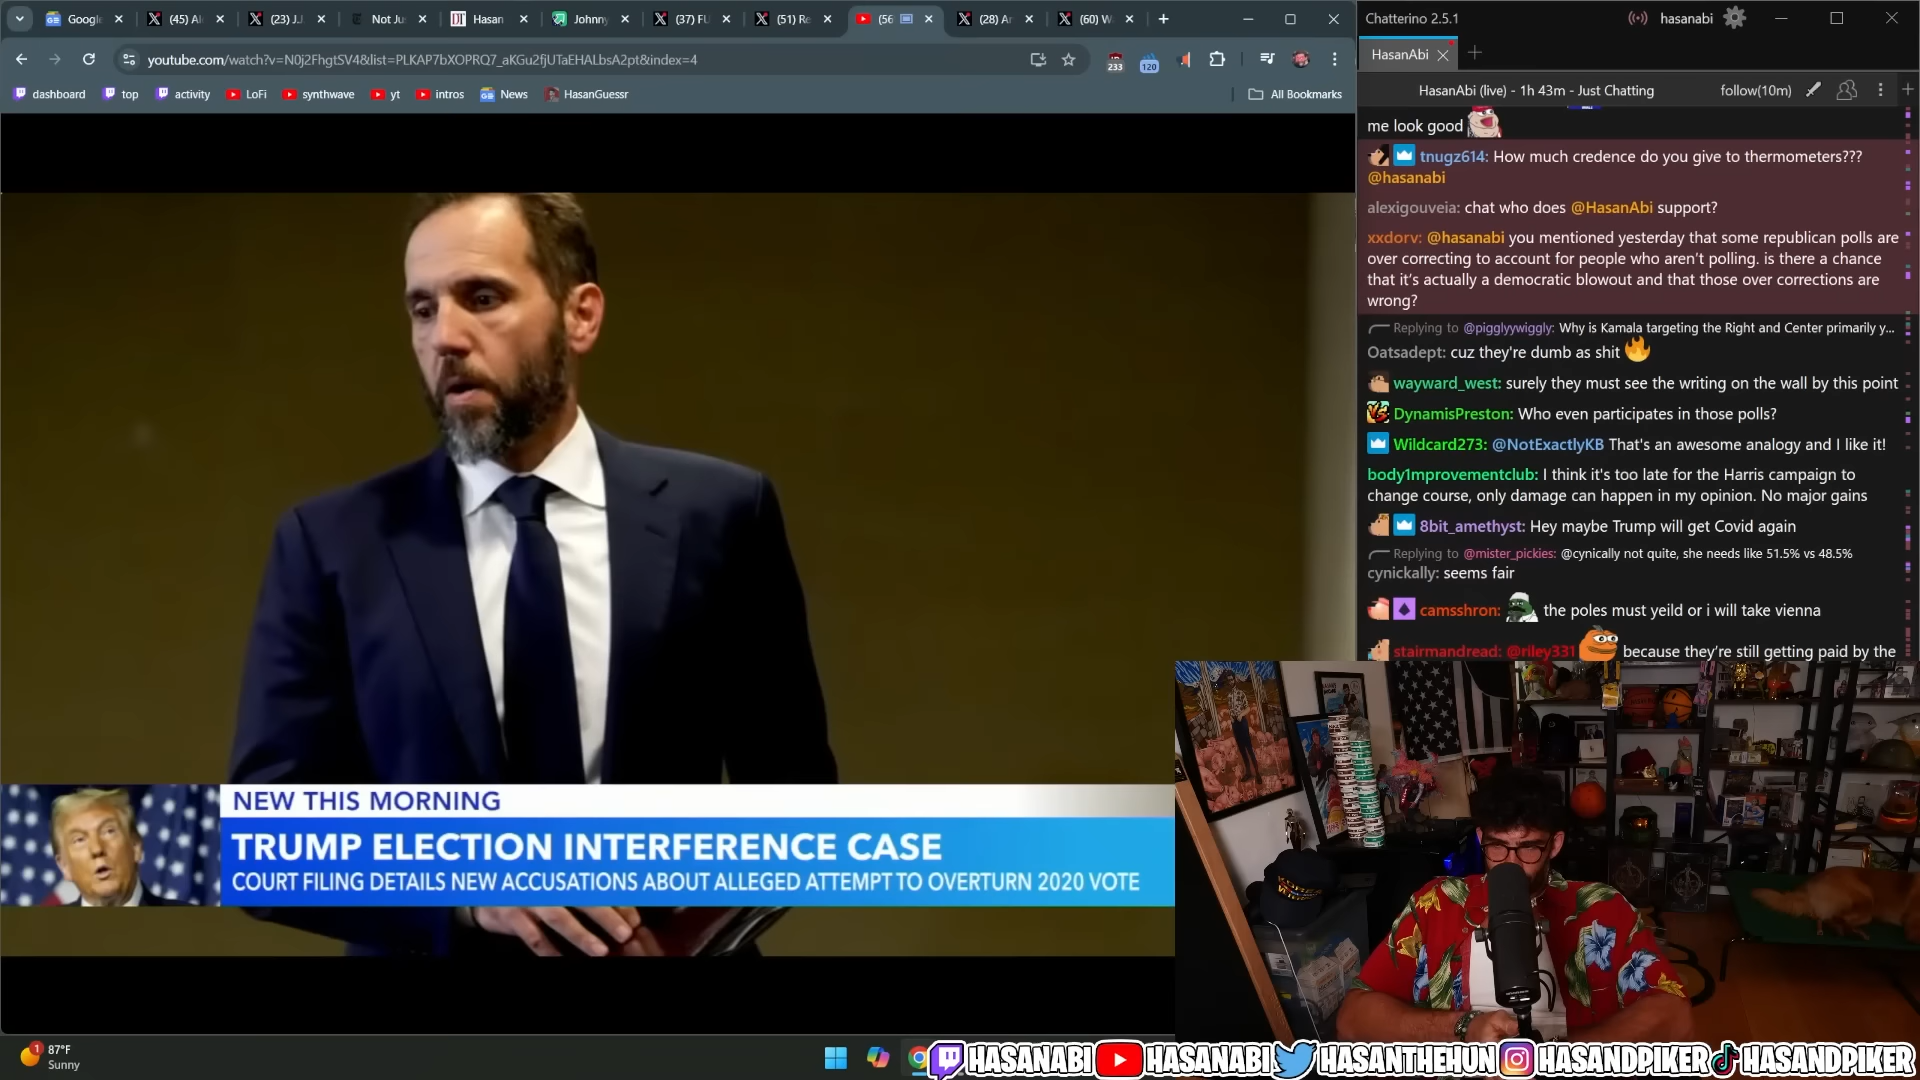 Google
(45) Al
(23) J.J.
Not Ju
Hasan
Johnny
(37) FU
(51) Re
(56
(28) Ar
(60) W
youtube.com/watch?v=N0j2FhgtSV4&list=PLKAP7bXOPRQ7_aKGu2fjUTaEHALbsA2pt&index=4
233
120
dashboard
top
activity
LoFi
synthwave
yt
intros
News
HasanGuessr
All Bookmarks
NEW THIS MORNING
TRUMP ELECTION INTERFERENCE CASE
COURT FILING DETAILS NEW ACCUSATIONS ABOUT ALLEGED ATTEMPT TO OVERTURN 2020 VOTE
Chatterino 2.5.1
hasanabi
HasanAbi
HasanAbi (live) - 1h 43m - Just Chatting
follow(10m)
me look good
tnugz614: How much credence do you give to thermometers???
@hasanabi
alexigouveia: chat who does @HasanAbi support?
xxdorv: @hasanabi you mentioned yesterday that some republican polls are
over correcting to account for people who aren't polling. is there a chance
that it's actually a democratic blowout and that those over corrections are
wrong?
Replying to @pigglyywiggly: Why is Kamala targeting the Right and Center primarily y...
Oatsadept: cuz they're dumb as shit
wayward_west: surely they must see the writing on the wall by this point
DynamisPreston: Who even participates in those polls?
Wildcard273: @NotExactlyKB That's an awesome analogy and I like it!
body1mprovementclub: I think it's too late for the Harris campaign to
change course, only damage can happen in my opinion. No major gains
8bit_amethyst: Hey maybe Trump will get Covid again
Replying to @mister_pickies: @cynically not quite, she needs like 51.5% vs 48.5%
cynickally: seems fair
camsshron: the poles must yeild or i will take vienna
stairmandread: @riley331 because they're still getting paid by the
1
87°F
Sunny
HASANABI HASANABI HASANTHEHUN HASANDPIKER HASANDPIKER